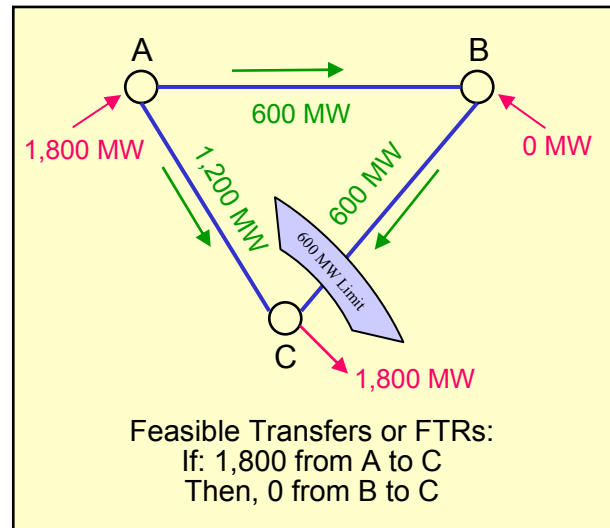 A
B
600 MW
1,800 MW
0 MW
1,200 MW
600 MW
600 MW Limit
C
1,800 MW
Feasible Transfers or FTRs:
If: 1,800 from A to C
Then, 0 from B to C